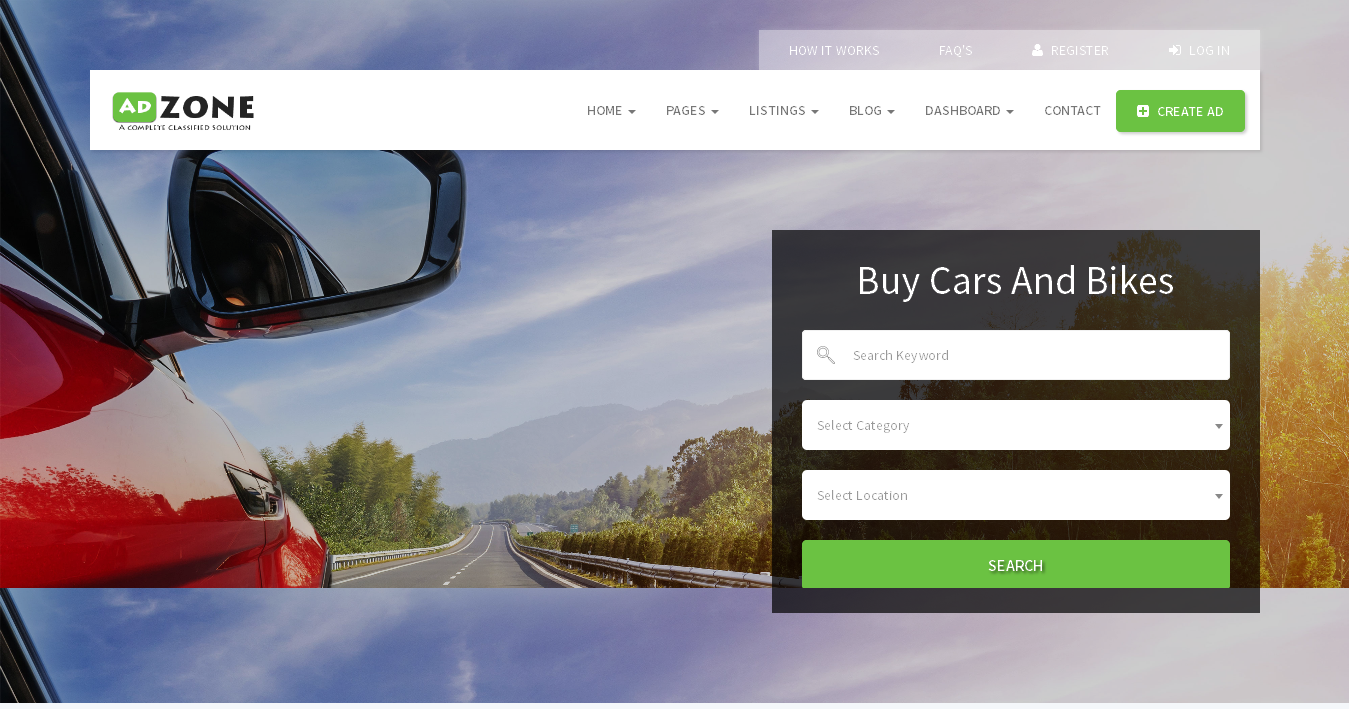 HOW IT WORKS FAQ'S REGISTER LOG IN
AD ZONE
A COMPLETE CLASSIFIED SOLUTION
HOME PAGES LISTINGS BLOG DASHBOARD CONTACT CREATE AD
Buy Cars And Bikes
Search Keyword
Select Category
Select Location
SEARCH